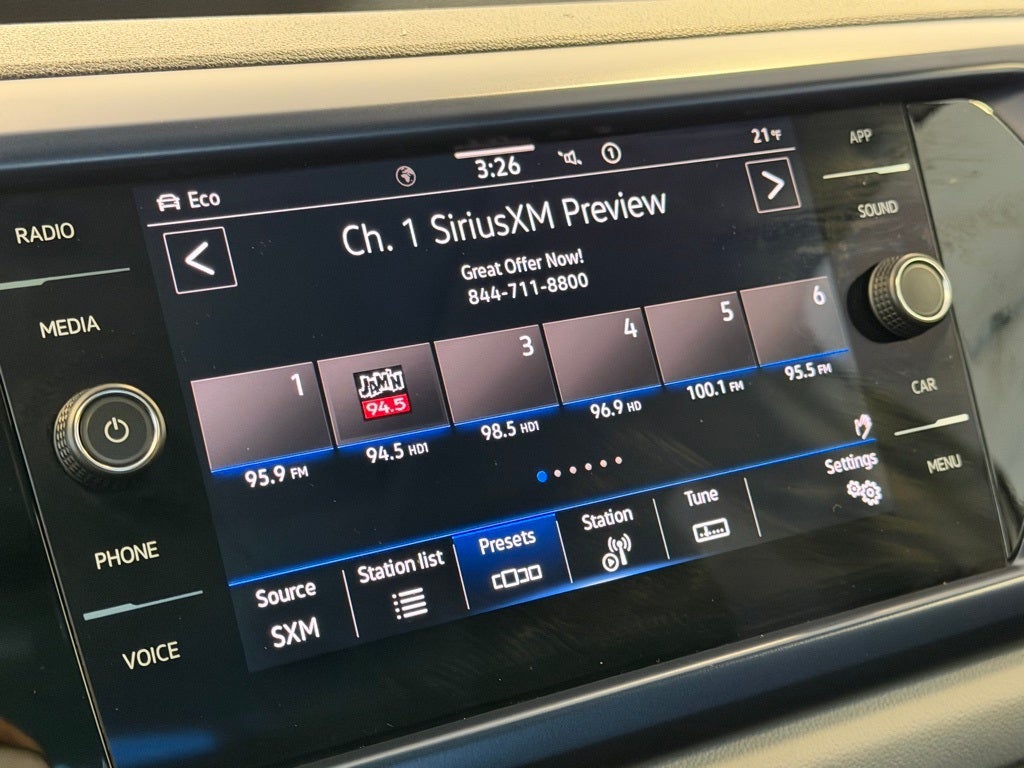 Eco
3:26
1
21°F
Ch. 1 SiriusXM Preview
Great Offer Now!
844-711-8800
1
JAM'N
94.5
3
4
5
6
95.9 FM
94.5 HD1
98.5 HD1
96.9 HD
100.1 FM
95.5 FM
Source
SXM
Station list
Presets
Station
Tune
Settings
RADIO
MEDIA
PHONE
VOICE
APP
SOUND
CAR
MENU